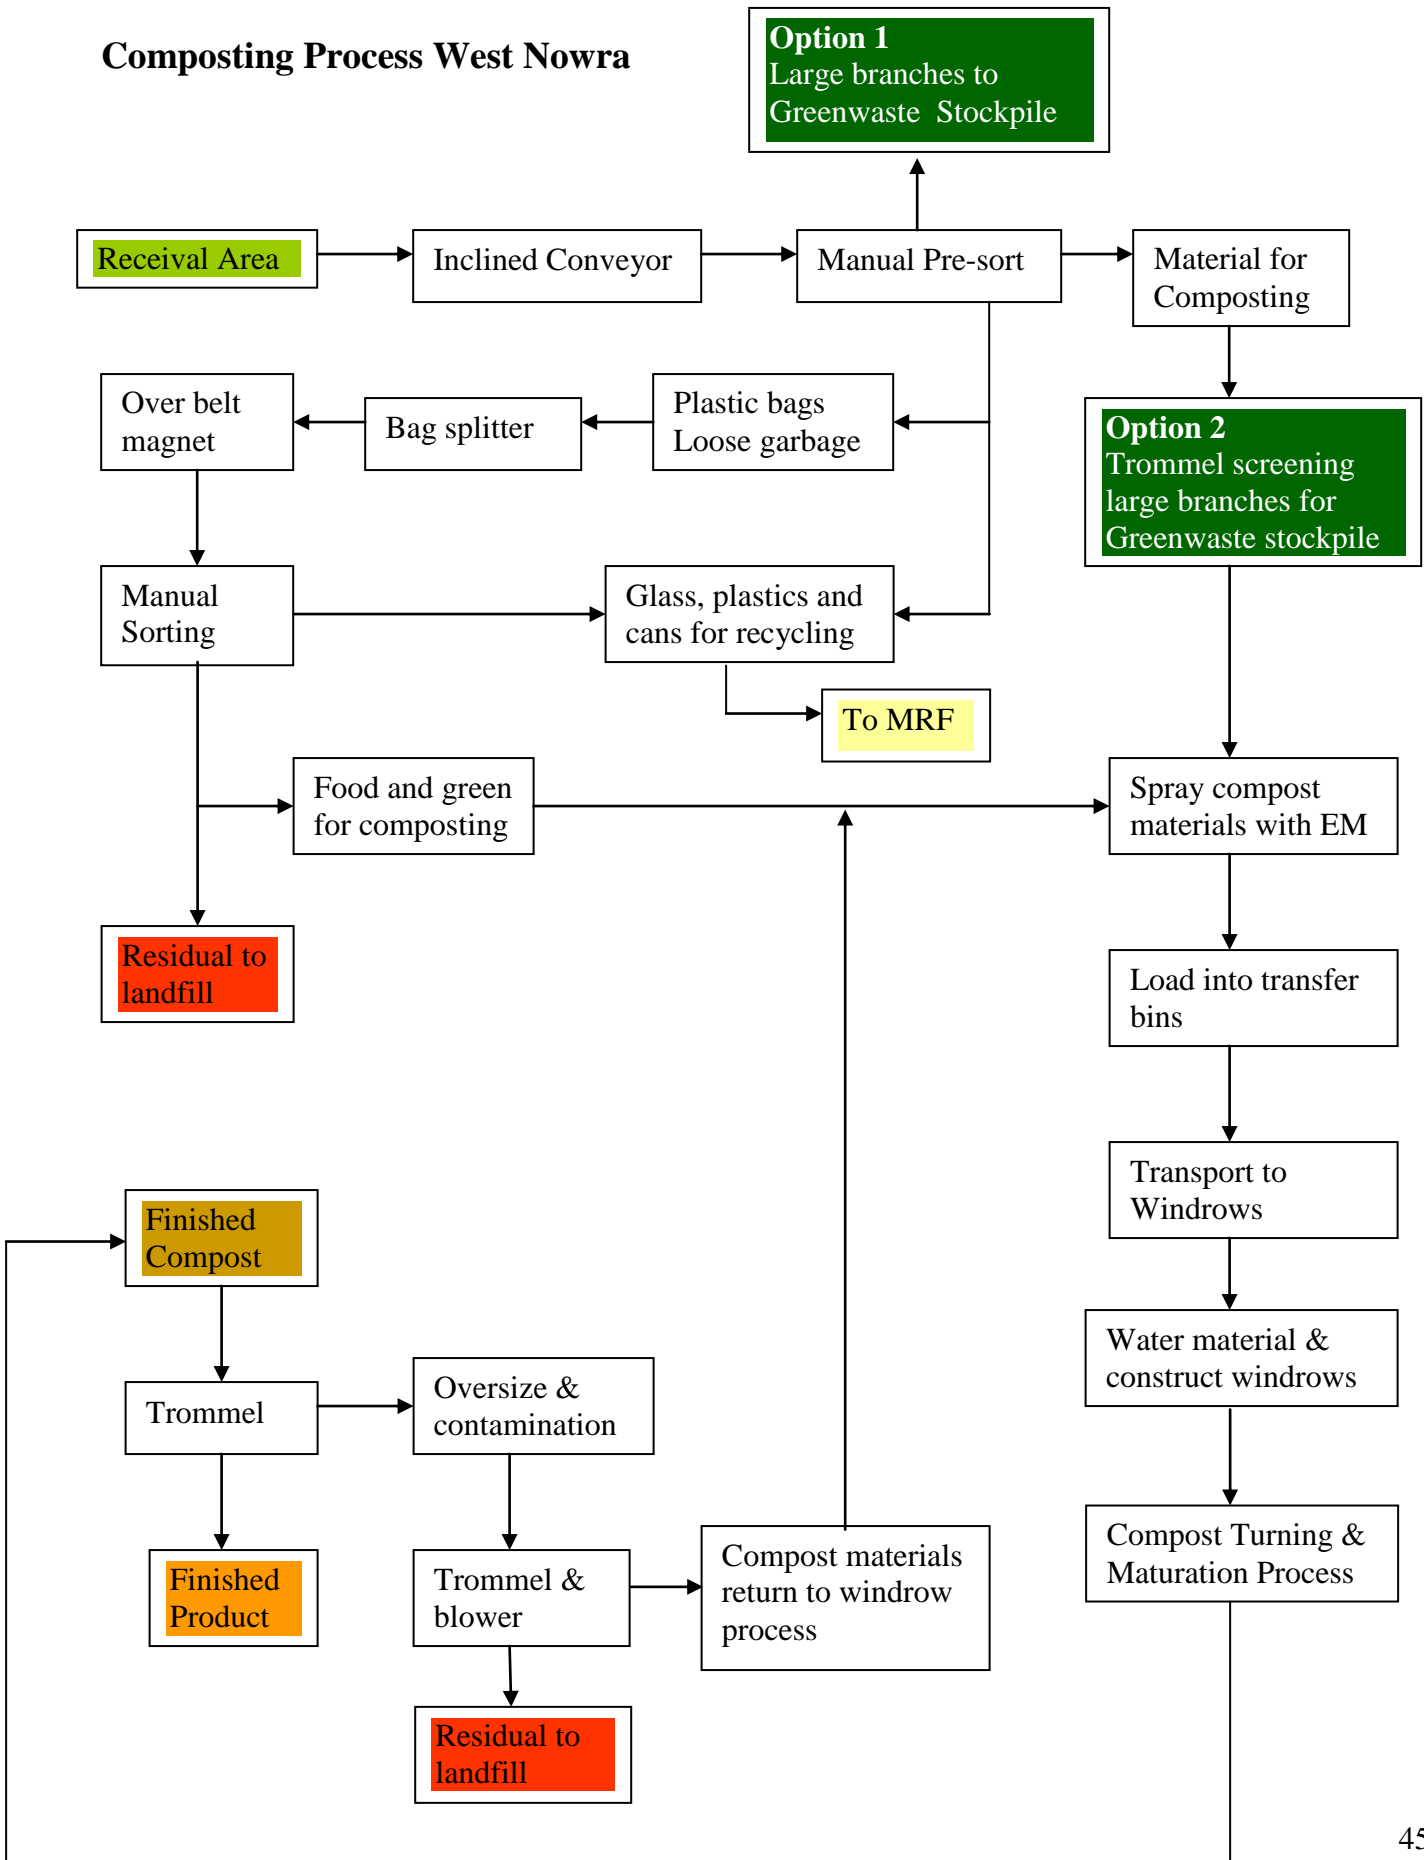 Composting Process West Nowra
Option 1
Large branches to
Greenwaste Stockpile
Receival Area
Inclined Conveyor
Manual Pre-sort
Material for
Composting
Over belt
magnet
Bag splitter
Plastic bags
Loose garbage
Option 2
Trommel screening
large branches for
Greenwaste stockpile
Manual
Sorting
Glass, plastics and
cans for recycling
To MRF
Food and green
for composting
Spray compost
materials with EM
Residual to
landfill
Load into transfer
bins
Transport to
Windrows
Finished
Compost
Water material &
construct windrows
Trommel
Oversize &
contamination
Compost Turning &
Maturation Process
Finished
Product
Trommel &
blower
Compost materials
return to windrow
process
Residual to
landfill
45